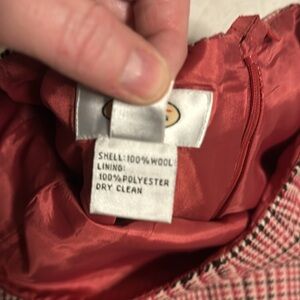 SHELL:100%WOOL
LINING:
100%POLYESTER
DRY CLEAN